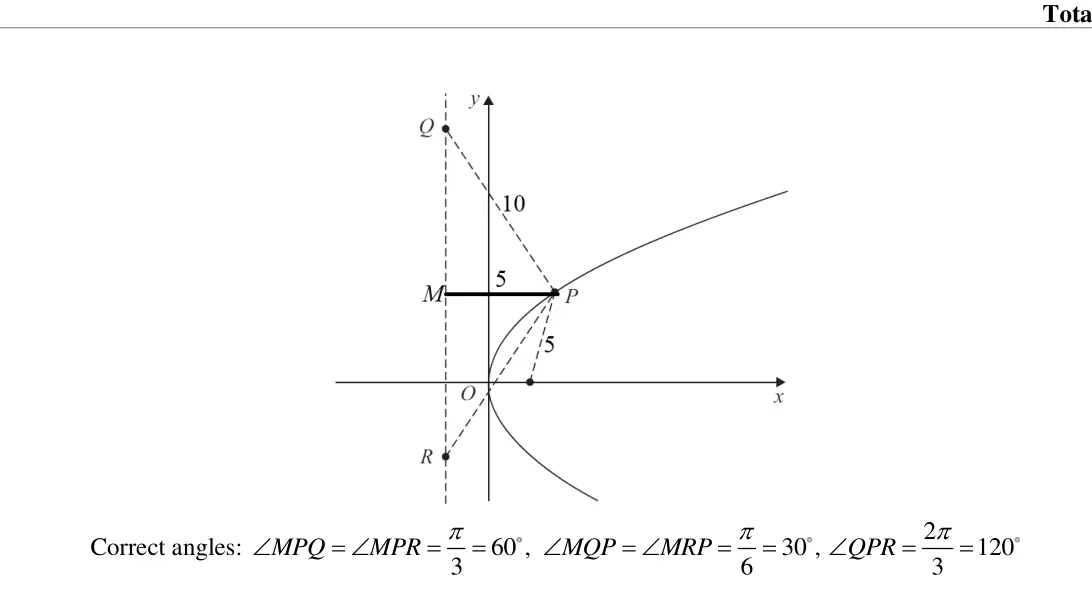 Tota
y
Q
10
5
M
P
5
O
x
R
Correct angles: ∠MPQ = ∠MPR = π/3 = 60°, ∠MQP = ∠MRP = π/6 = 30°, ∠QPR = 2π/3 = 120°